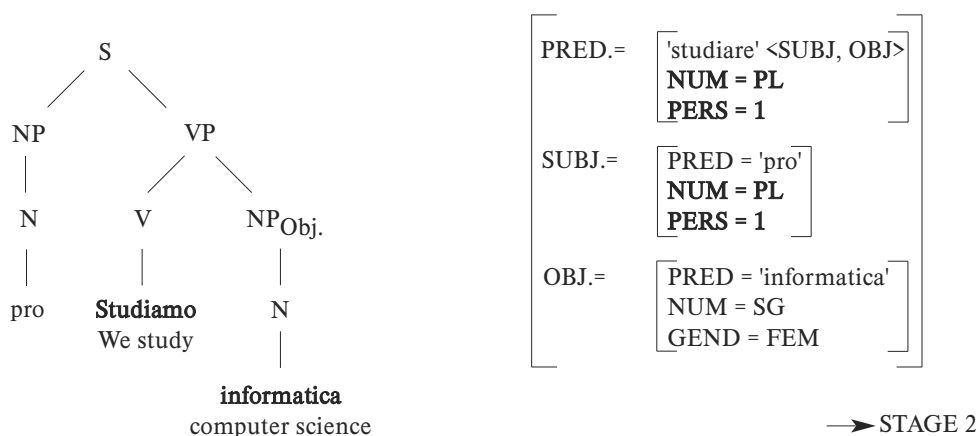 S
NP VP
N V NPObj.
pro Studiamo N
We study
informatica
computer science
PRED.= 'studiare' <SUBJ, OBJ>
NUM = PL
PERS = 1
SUBJ.= PRED = 'pro'
NUM = PL
PERS = 1
OBJ.= PRED = 'informatica'
NUM = SG
GEND = FEM
STAGE 2